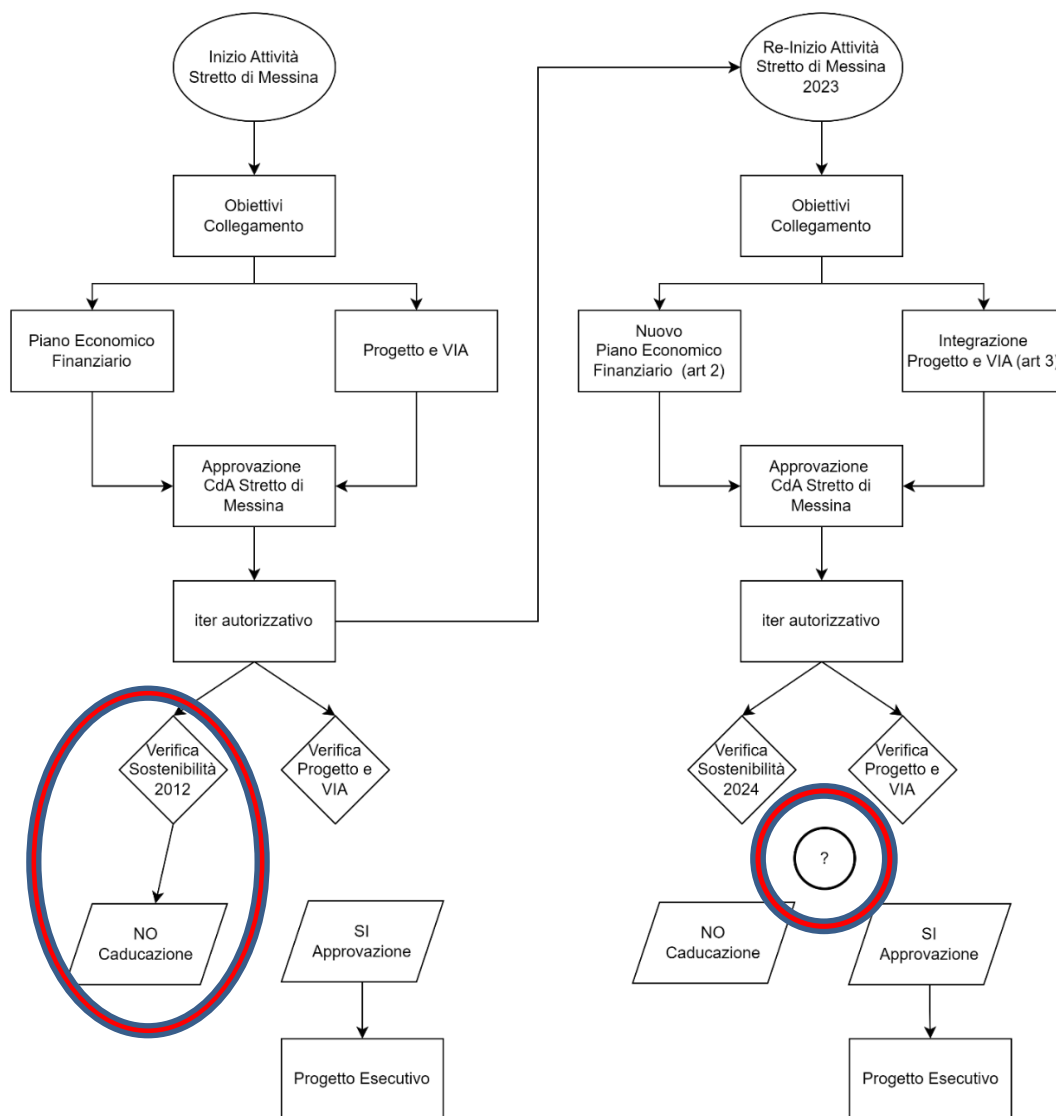 Inizio Attività
Stretto di Messina
Obiettivi
Collegamento
Piano Economico
Finanziario
Progetto e VIA
Approvazione
CdA Stretto di
Messina
iter autorizzativo
Verifica
Sostenibilità
2012
Verifica
Progetto e
VIA
NO
Caducazione
SI
Approvazione
Progetto Esecutivo
Re-Inizio Attività
Stretto di Messina
2023
Obiettivi
Collegamento
Nuovo
Piano Economico
Finanziario (art 2)
Integrazione
Progetto e VIA (art 3)
Approvazione
CdA Stretto di
Messina
iter autorizzativo
Verifica
Sostenibilità
2024
Verifica
Progetto e
VIA
?
NO
Caducazione
SI
Approvazione
Progetto Esecutivo